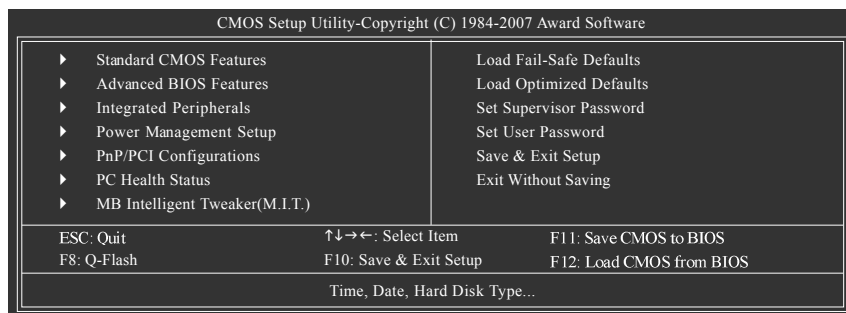 CMOS Setup Utility-Copyright (C) 1984-2007 Award Software
Standard CMOS Features
Advanced BIOS Features
Integrated Peripherals
Power Management Setup
PnP/PCI Configurations
PC Health Status
MB Intelligent Tweaker(M.I.T.)
Load Fail-Safe Defaults
Load Optimized Defaults
Set Supervisor Password
Set User Password
Save & Exit Setup
Exit Without Saving
ESC: Quit ↑↓→←: Select Item F11: Save CMOS to BIOS
F8: Q-Flash F10: Save & Exit Setup F12: Load CMOS from BIOS
Time, Date, Hard Disk Type...